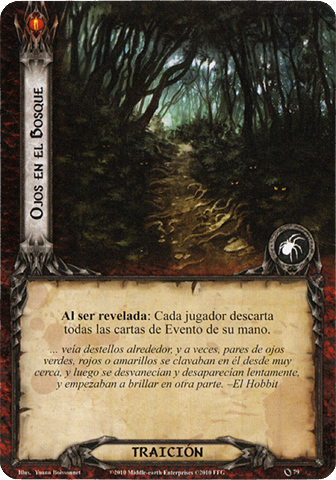 Ojos en el Bosque
Al ser revelada: Cada jugador descarta
todas las cartas de Evento de su mano.
... veía destellos alrededor, y a veces, pares de ojos
verdes, rojos o amarillos se clavaban en él desde muy
cerca, y luego se desvanecían y desaparecían lentamente,
y empezaban a brillar en otra parte. –El Hobbit
TRAICIÓN
Illus. Yoann Boissonnet ©2010 Middle-earth Enterprises ©2010 FFG 79